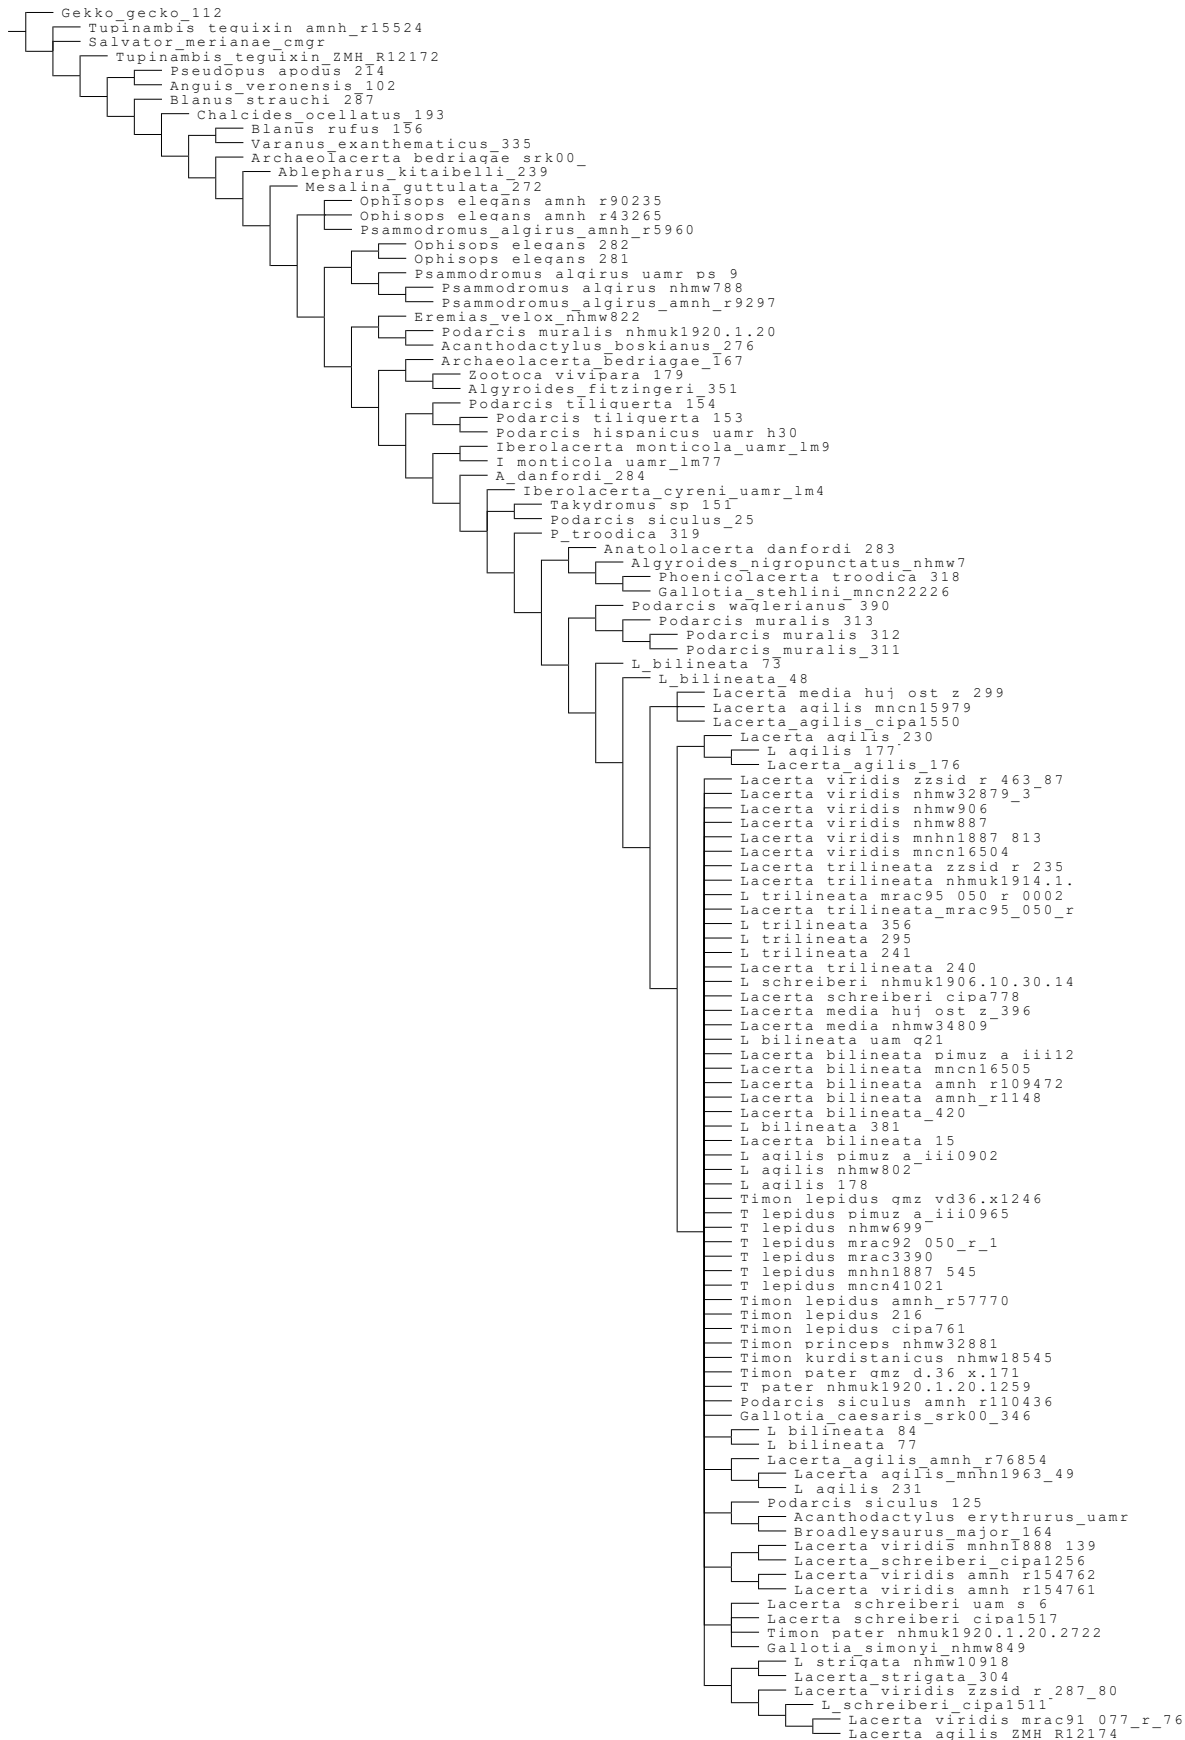 Gekko_gecko_112
Tupinambis_teguixin_amnh_r15524
Salvator_merianae_cmgr
Tupinambis_teguixin_ZMH_R12172
Pseudopus_apodus_214
Anguis_veronensis_102
Blanus_strauchi_287
Chalcides_ocellatus_193
Blanus_rufus_156
Varanus_exanthematicus_335
Archaeolacerta_bedriagae_srk00_
Ablepharus_kitaibelli_239
Mesalina_guttulata_272
Ophisops_elegans_amnh_r90235
Ophisops_elegans_amnh_r43265
Psammodromus_algirus_amnh_r5960
Ophisops_elegans_282
Ophisops_elegans_281
Psammodromus_algirus_uamr_ps_9
Psammodromus_algirus_nhmw788
Psammodromus_algirus_amnh_r9297
Eremias_velox_nhmw822
Podarcis_muralis_nhmuk1920.1.20
Acanthodactylus_boskianus_276
Archaeolacerta_bedriagae_167
Zootoca_vivipara_179
Algyroides_fitzingeri_351
Podarcis_tiliguerta_154
Podarcis_tiliguerta_153
Podarcis_hispanicus_uamr_h30
Iberolacerta_monticola_uamr_lm9
I_monticola_uamr_lm77
A_danfordi_284
Iberolacerta_cyreni_uamr_lm4
Takydromus_sp_151
Podarcis_siculus_25
P_troodica_319
Anatololacerta_danfordi_283
Algyroides_nigropunctatus_nhmw7
Phoenicolacerta_troodica_318
Gallotia_stehlini_mncn22226
Podarcis_waglerianus_390
Podarcis_muralis_313
Podarcis_muralis_312
Podarcis_muralis_311
L_bilineata_73
L_bilineata_48
Lacerta_media_huj_ost_z_299
Lacerta_agilis_mncn15979
Lacerta_agilis_cipa1550
Lacerta_agilis_230
L_agilis_177
Lacerta_agilis_176
Lacerta_viridis_zzsid_r_463_87
Lacerta_viridis_nhmw32879_3
Lacerta_viridis_nhmw906
Lacerta_viridis_nhmw887
Lacerta_viridis_mnhn1887_813
Lacerta_viridis_mncn16504
Lacerta_trilineata_zzsid_r_235
Lacerta_trilineata_nhmuk1914.1.
L_trilineata_mrac95_050_r_0002
Lacerta_trilineata_mrac95_050_r
L_trilineata_356
L_trilineata_295
L_trilineata_241
Lacerta_trilineata_240
L_schreiberi_nhmuk1906.10.30.14
Lacerta_schreiberi_cipa778
Lacerta_media_huj_ost_z_396
Lacerta_media_nhmw34809
L_bilineata_uam_g21
Lacerta_bilineata_pimuz_a_iii12
Lacerta_bilineata_mncn16505
Lacerta_bilineata_amnh_r109472
Lacerta_bilineata_amnh_r1148
Lacerta_bilineata_420
L_bilineata_381
Lacerta_bilineata_15
L_agilis_pimuz_a_iii0902
L_agilis_nhmw802
L_agilis_178
Timon_lepidus_gmz_vd36.x1246
T_lepidus_pimuz_a_iii0965
T_lepidus_nhmw699
T_lepidus_mrac92_050_r_1
T_lepidus_mrac3390
T_lepidus_mnhn1887_545
T_lepidus_mncn41021
Timon_lepidus_amnh_r57770
Timon_lepidus_216
Timon_lepidus_cipa761
Timon_princeps_nhmw32881
Timon_kurdistanicus_nhmw18545
Timon_pater_gmz_d.36_x.171
T_pater_nhmuk1920.1.20.1259
Podarcis_siculus_amnh_r110436
Gallotia_caesaris_srk00_346
L_bilineata_84
L_bilineata_77
Lacerta_agilis_amnh_r76854
Lacerta_agilis_mnhn1963_49
L_agilis_231
Podarcis_siculus_125
Acanthodactylus_erythrurus_uamr
Broadleysaurus_major_164
Lacerta_viridis_mnhn1888_139
Lacerta_schreiberi_cipa1256
Lacerta_viridis_amnh_r154762
Lacerta_viridis_amnh_r154761
Lacerta_schreiberi_uam_s_6
Lacerta_schreiberi_cipa1517
Timon_pater_nhmuk1920.1.20.2722
Gallotia_simonyi_nhmw849
L_strigata_nhmw10918
Lacerta_strigata_304
Lacerta_viridis_zzsid_r_287_80
L_schreiberi_cipa1511
Lacerta_viridis_mrac91_077_r_76
Lacerta_agilis_ZMH_R12174